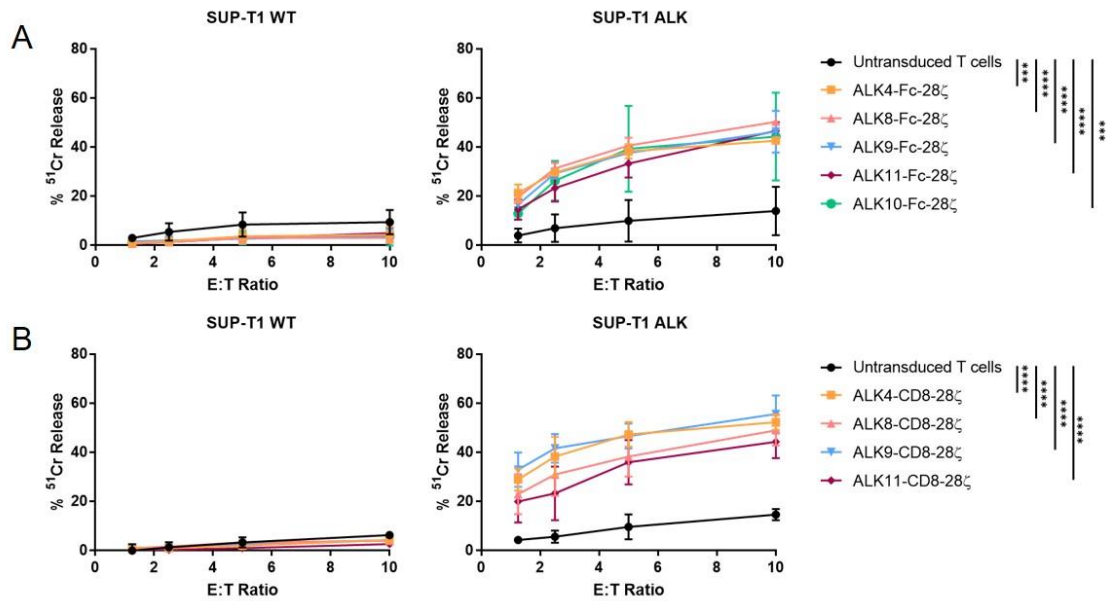 A
SUP-T1 WT
80
60
40
20
0
% ⁵¹Cr Release
0 2 4 6 8 10
E:T Ratio
SUP-T1 ALK
80
60
40
20
0
% ⁵¹Cr Release
0 2 4 6 8 10
E:T Ratio
Untransduced T cells
ALK4-Fc-28ζ
ALK8-Fc-28ζ
ALK9-Fc-28ζ
ALK11-Fc-28ζ
ALK10-Fc-28ζ
***
****
****
****
***
B
SUP-T1 WT
80
60
40
20
0
% ⁵¹Cr Release
0 2 4 6 8 10
E:T Ratio
SUP-T1 ALK
80
60
40
20
0
% ⁵¹Cr Release
0 2 4 6 8 10
E:T Ratio
Untransduced T cells
ALK4-CD8-28ζ
ALK8-CD8-28ζ
ALK9-CD8-28ζ
ALK11-CD8-28ζ
****
****
****
****